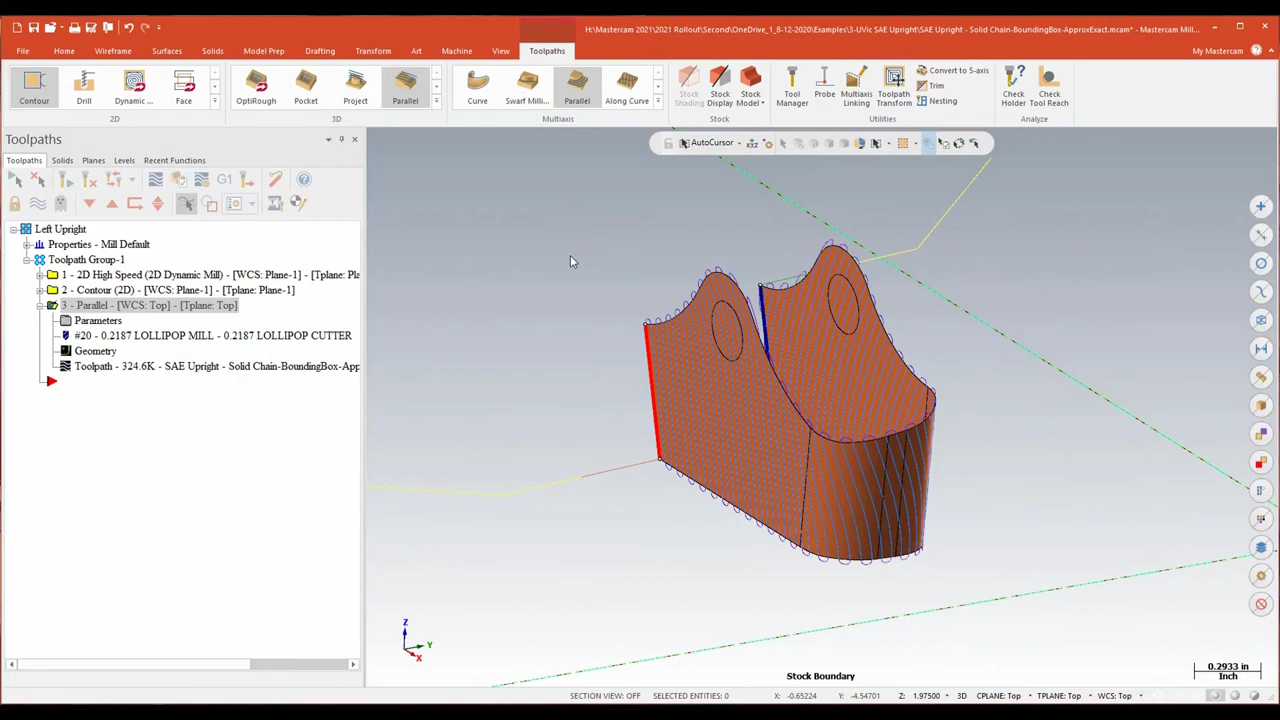 H:\Mastercam 2021\2021 Rollout\Second\OneDrive_1_8-12-2020\Examples\3-UVic SAE Upright\SAE Upright - Solid Chain-BoundingBox-ApproxExact.mcam* - Mastercam Mill...
File Home Wireframe Surfaces Solids Model Prep Drafting Transform Art Machine View Toolpaths My Mastercam
Contour Drill Dynamic ... Face OptiRough Pocket Project Parallel Curve Swarf Milli... Parallel Along Curve Stock Shading Stock Display Stock Model Tool Manager Probe Multiaxis Linking Toolpath Transform Convert to 5-axis Trim Nesting Check Holder Check Tool Reach
2D 3D Multiaxis Stock Utilities Analyze
Toolpaths
AutoCursor
Toolpaths Solids Planes Levels Recent Functions
G1
Left Upright
Properties - Mill Default
Toolpath Group-1
1 - 2D High Speed (2D Dynamic Mill) - [WCS: Plane-1] - [Tplane: Pla
2 - Contour (2D) - [WCS: Plane-1] - [Tplane: Plane-1]
3 - Parallel - [WCS: Top] - [Tplane: Top]
Parameters
#20 - 0.2187 LOLLIPOP MILL - 0.2187 LOLLIPOP CUTTER
Geometry
Toolpath - 324.6K - SAE Upright - Solid Chain-BoundingBox-App
Z
Y
X
0.2933 in
Inch
Stock Boundary
SECTION VIEW: OFF SELECTED ENTITIES: 0 X: -0.65224 Y: -4.54701 Z: 1.97500 3D CPLANE: Top TPLANE: Top WCS: Top